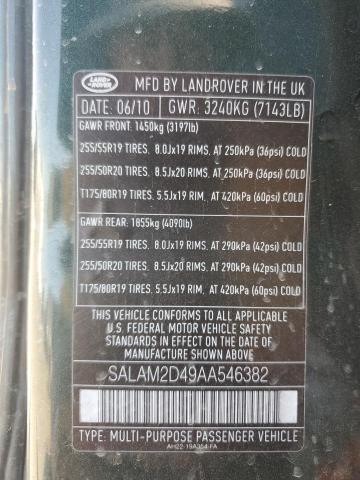 LAND ROVER
MFD BY LANDROVER IN THE UK
DATE: 06/10 GWR: 3240KG (7143LB)
GAWR FRONT: 1450kg (3197lb)
255/55R19 TIRES. 8.0Jx19 RIMS. AT 250kPa (36psi) COLD
255/50R20 TIRES. 8.5Jx20 RIMS. AT 250kPa (36psi) COLD
T175/80R19 TIRES. 5.5Jx19 RIM. AT 420kPa (60psi) COLD
GAWR REAR: 1855kg (4090lb)
255/55R19 TIRES. 8.0Jx19 RIMS. AT 290kPa (42psi) COLD
255/50R20 TIRES. 8.5Jx20 RIMS. AT 290kPa (42psi) COLD
T175/80R19 TIRES. 5.5Jx19 RIM. AT 420kPa (60psi) COLD
THIS VEHICLE CONFORMS TO ALL APPLICABLE
U.S. FEDERAL MOTOR VEHICLE SAFETY
STANDARDS IN EFFECT ON THE DATE OF
MANUFACTURE SHOWN ABOVE
SALAM2D49AA546382
TYPE: MULTI-PURPOSE PASSENGER VEHICLE
AH22-19A354-FA